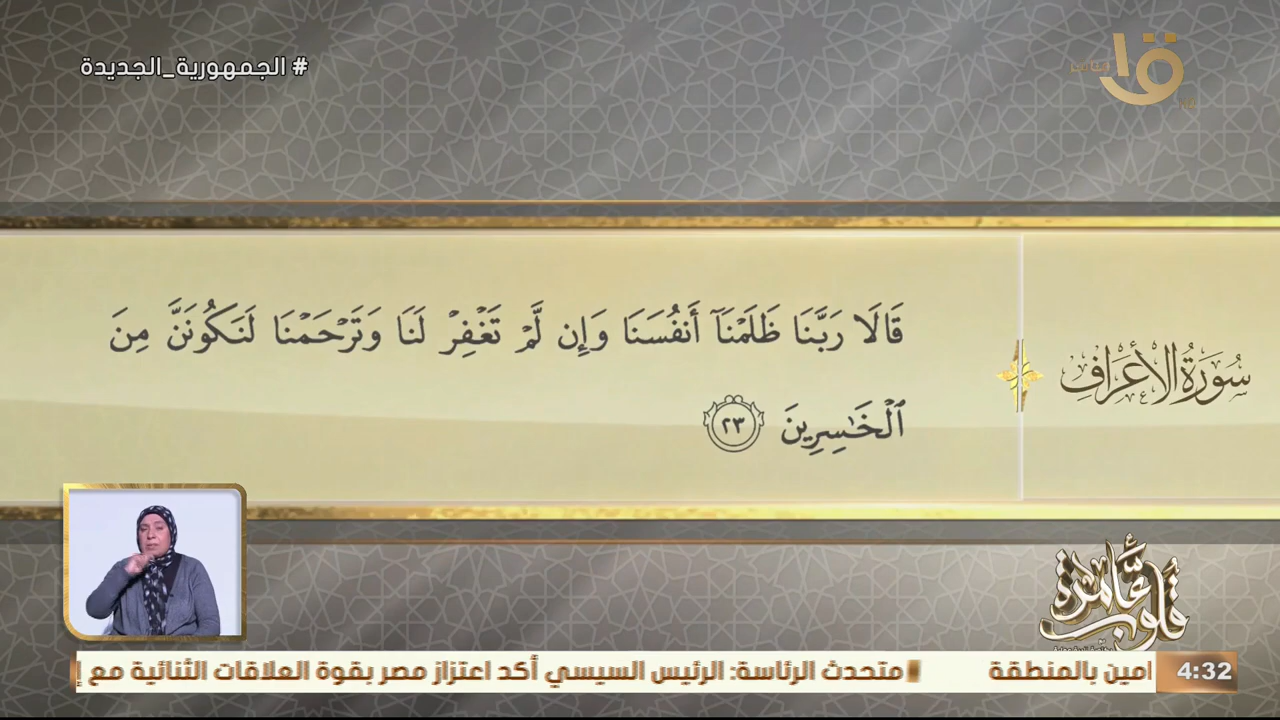 #الجمهورية_الجديدة
قَالَا رَبَّنَا ظَلَمْنَآ أَنفُسَنَا وَإِن لَّمْ تَغْفِرْ لَنَا وَتَرْحَمْنَا لَنَكُونَنَّ مِنَ
ٱلْخَٰسِرِينَ ٢٣
سُورَةُ الأَعْرَافِ
قلوب عامرة
4:32
امين بالمنطقة
متحدث الرئاسة: الرئيس السيسي أكد اعتزاز مصر بقوة العلاقات الثنائية مع